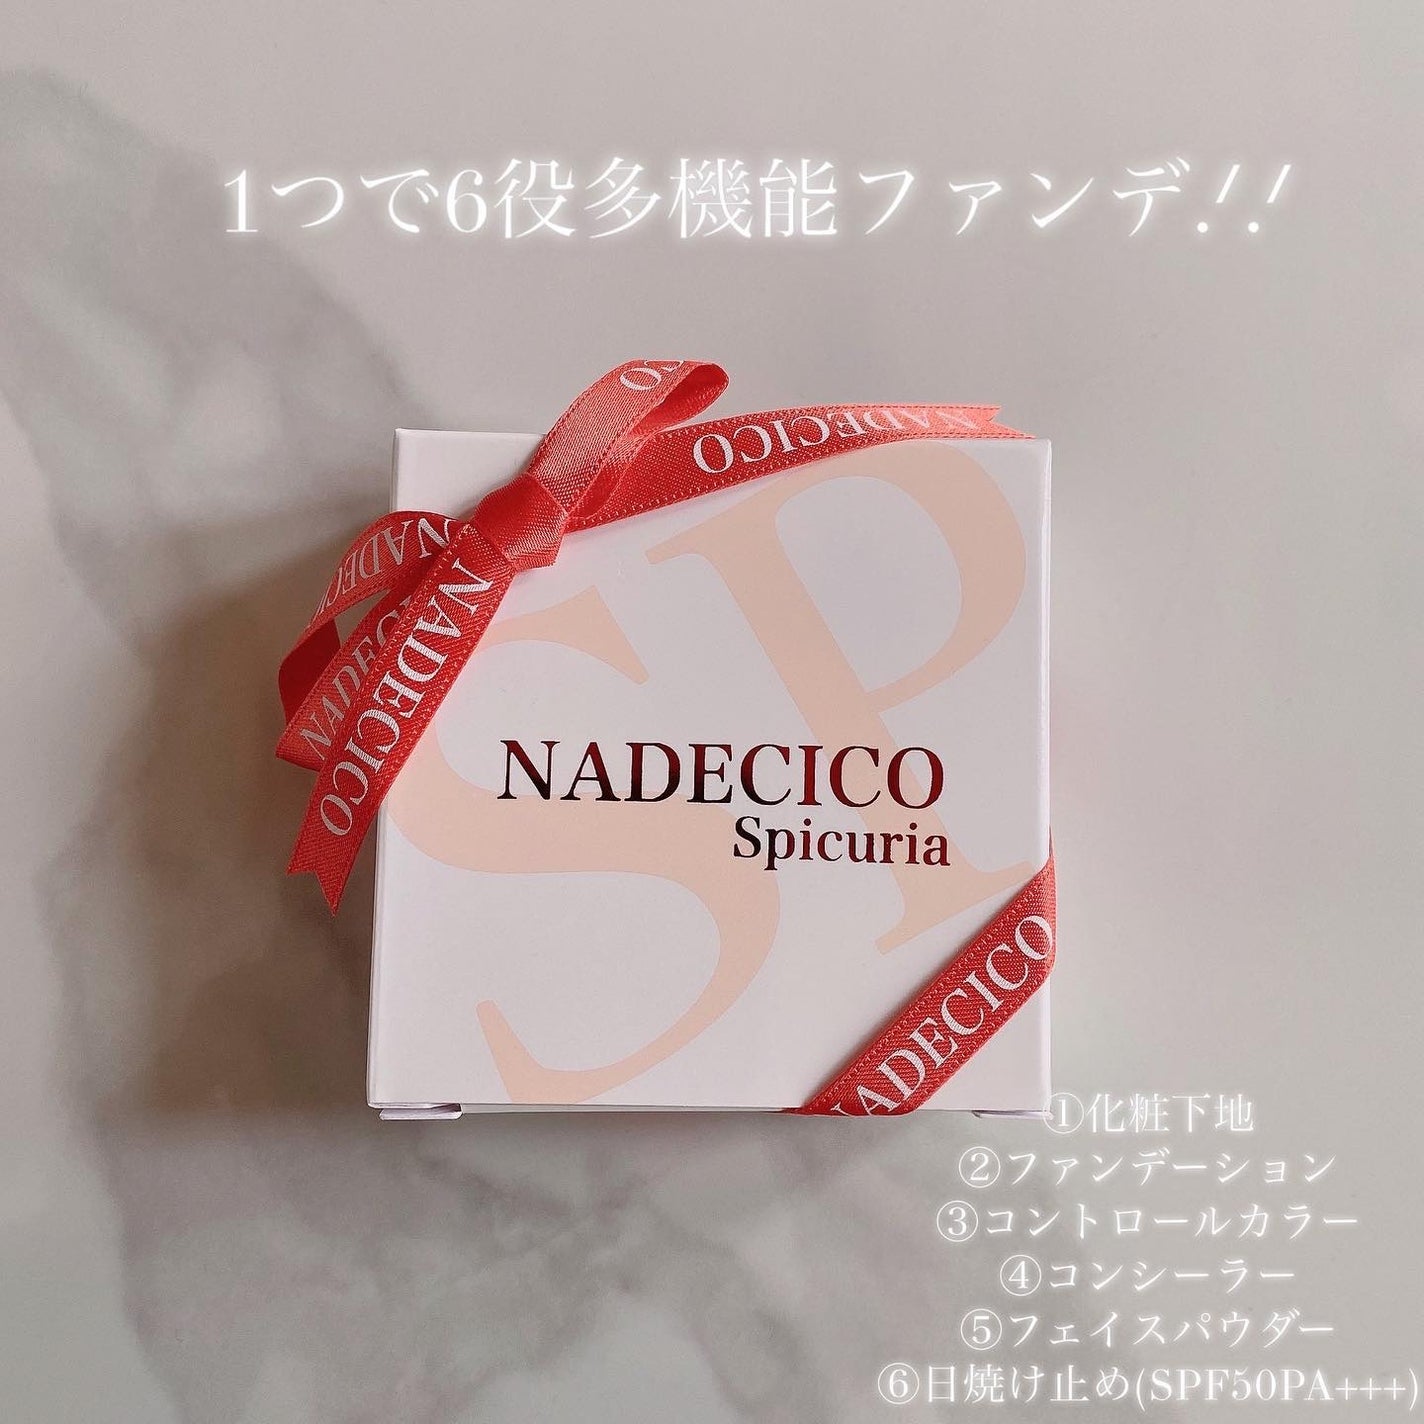 1つで6役多機能ファンデ!!
CO
NADECICO
NADECICO
NADECICO
NADECICO
SP
NADECICO
Spicuria
NADECICO
①化粧下地
②ファンデーション
③コントロールカラー
④コンシーラー
⑤フェイスパウダー
⑥日焼け止め(SPF50PA+++)